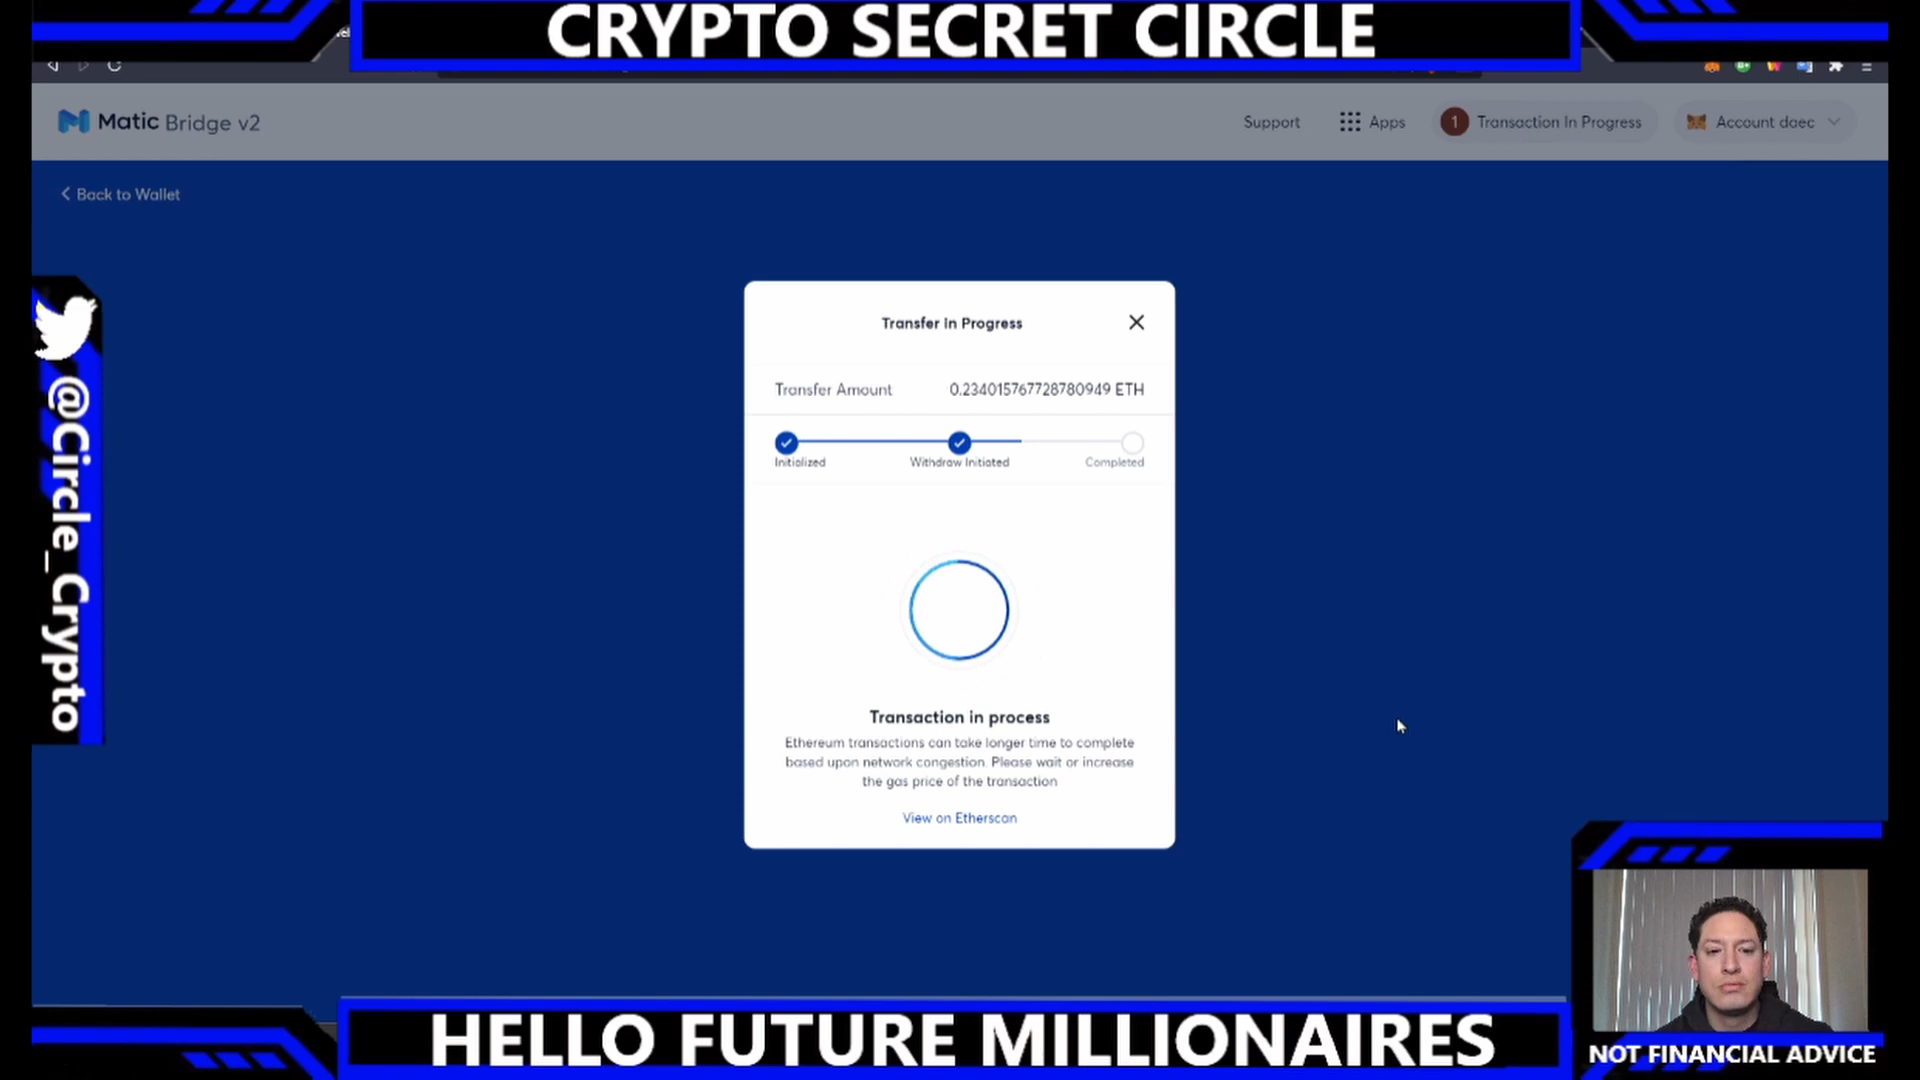 CRYPTO SECRET CIRCLE
Matic Bridge v2
Support
Apps
1 Transaction In Progress
Account daec
Back to Wallet
@Circle_Crypto
Transfer In Progress
Transfer Amount 0.234015767728780949 ETH
Initialized Withdraw Initiated Completed
Transaction in process
Ethereum transactions can take longer time to complete
based upon network congestion. Please wait or increase
the gas price of the transaction
View on Etherscan
HELLO FUTURE MILLIONAIRES
NOT FINANCIAL ADVICE